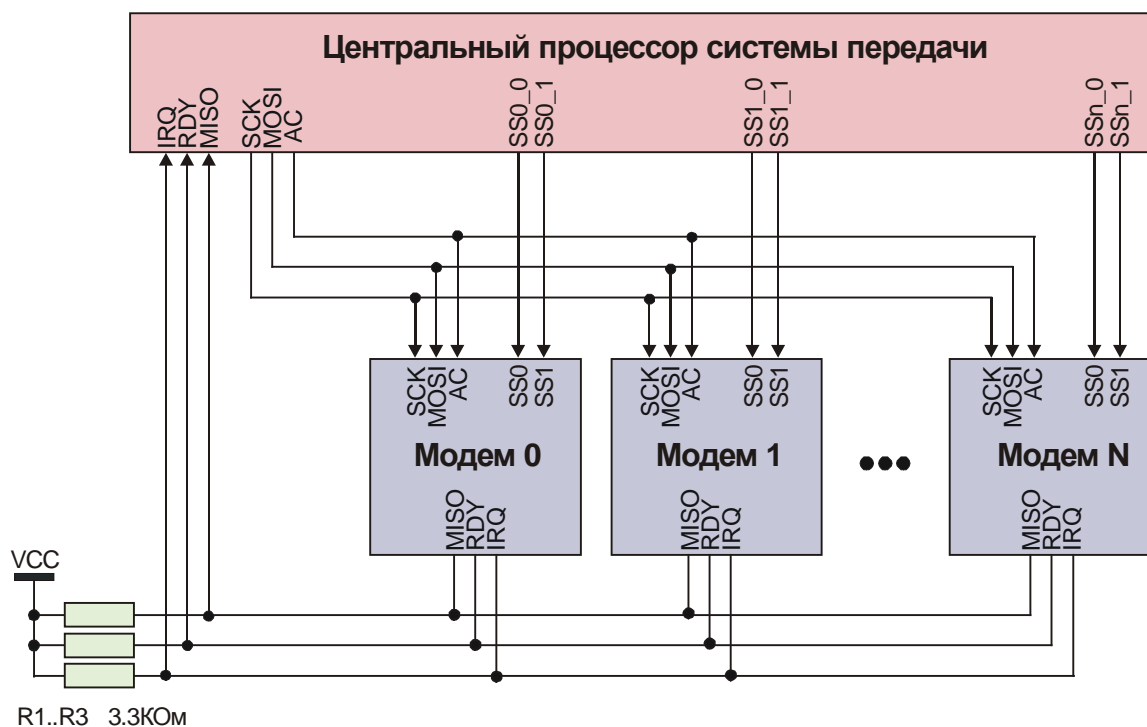 Центральный процессор системы передачи
IRQ
RDY
MISO
SCK
MOSI
AC
SS0_0
SS0_1
SS1_0
SS1_1
SSn_0
SSn_1
SCK
MOSI
AC
SS0
SS1
Модем 0
MISO
RDY
IRQ
SCK
MOSI
AC
SS0
SS1
Модем 1
MISO
RDY
IRQ
SCK
MOSI
AC
SS0
SS1
Модем N
MISO
RDY
IRQ
VCC
R1..R3 3.3КОм